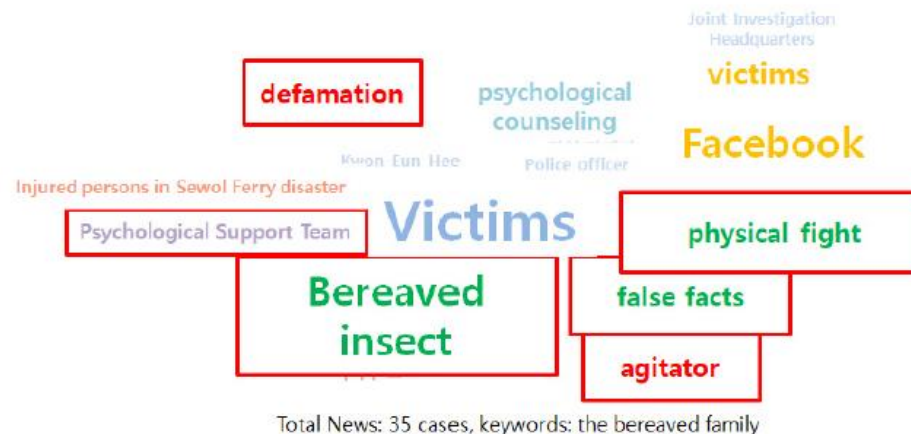 Joint Investigation
Headquarters
victims
defamation
psychological
counseling
Facebook
Kwon Eun Hee
Police officer
Injured persons in Sewol Ferry disaster
Psychological Support Team
Victims
physical fight
Bereaved
insect
false facts
agitator
Total News: 35 cases, keywords: the bereaved family